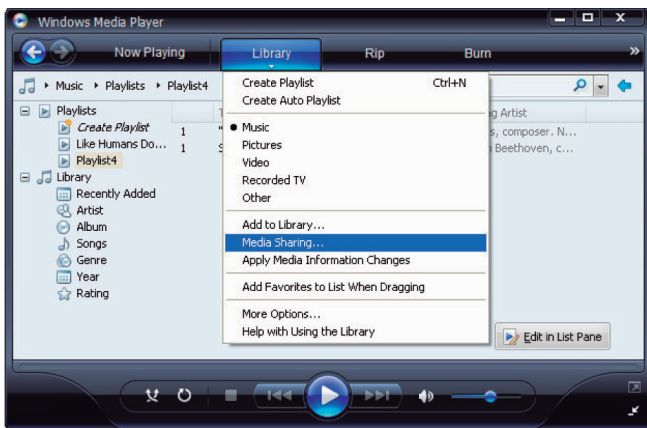 Windows Media Player
Now Playing Library Rip Burn »
Music Playlists Playlist4
Playlists
Create Playlist 1
Like Humans Do... 1
Playlist4
Library
Recently Added
Artist
Album
Songs
Genre
Year
Rating
Create Playlist Ctrl+N
Create Auto Playlist
Music
Pictures
Video
Recorded TV
Other
Add to Library...
Media Sharing...
Apply Media Information Changes
Add Favorites to List When Dragging
More Options...
Help with Using the Library
Artist
s, composer. N...
Beethoven, c...
Edit in List Pane